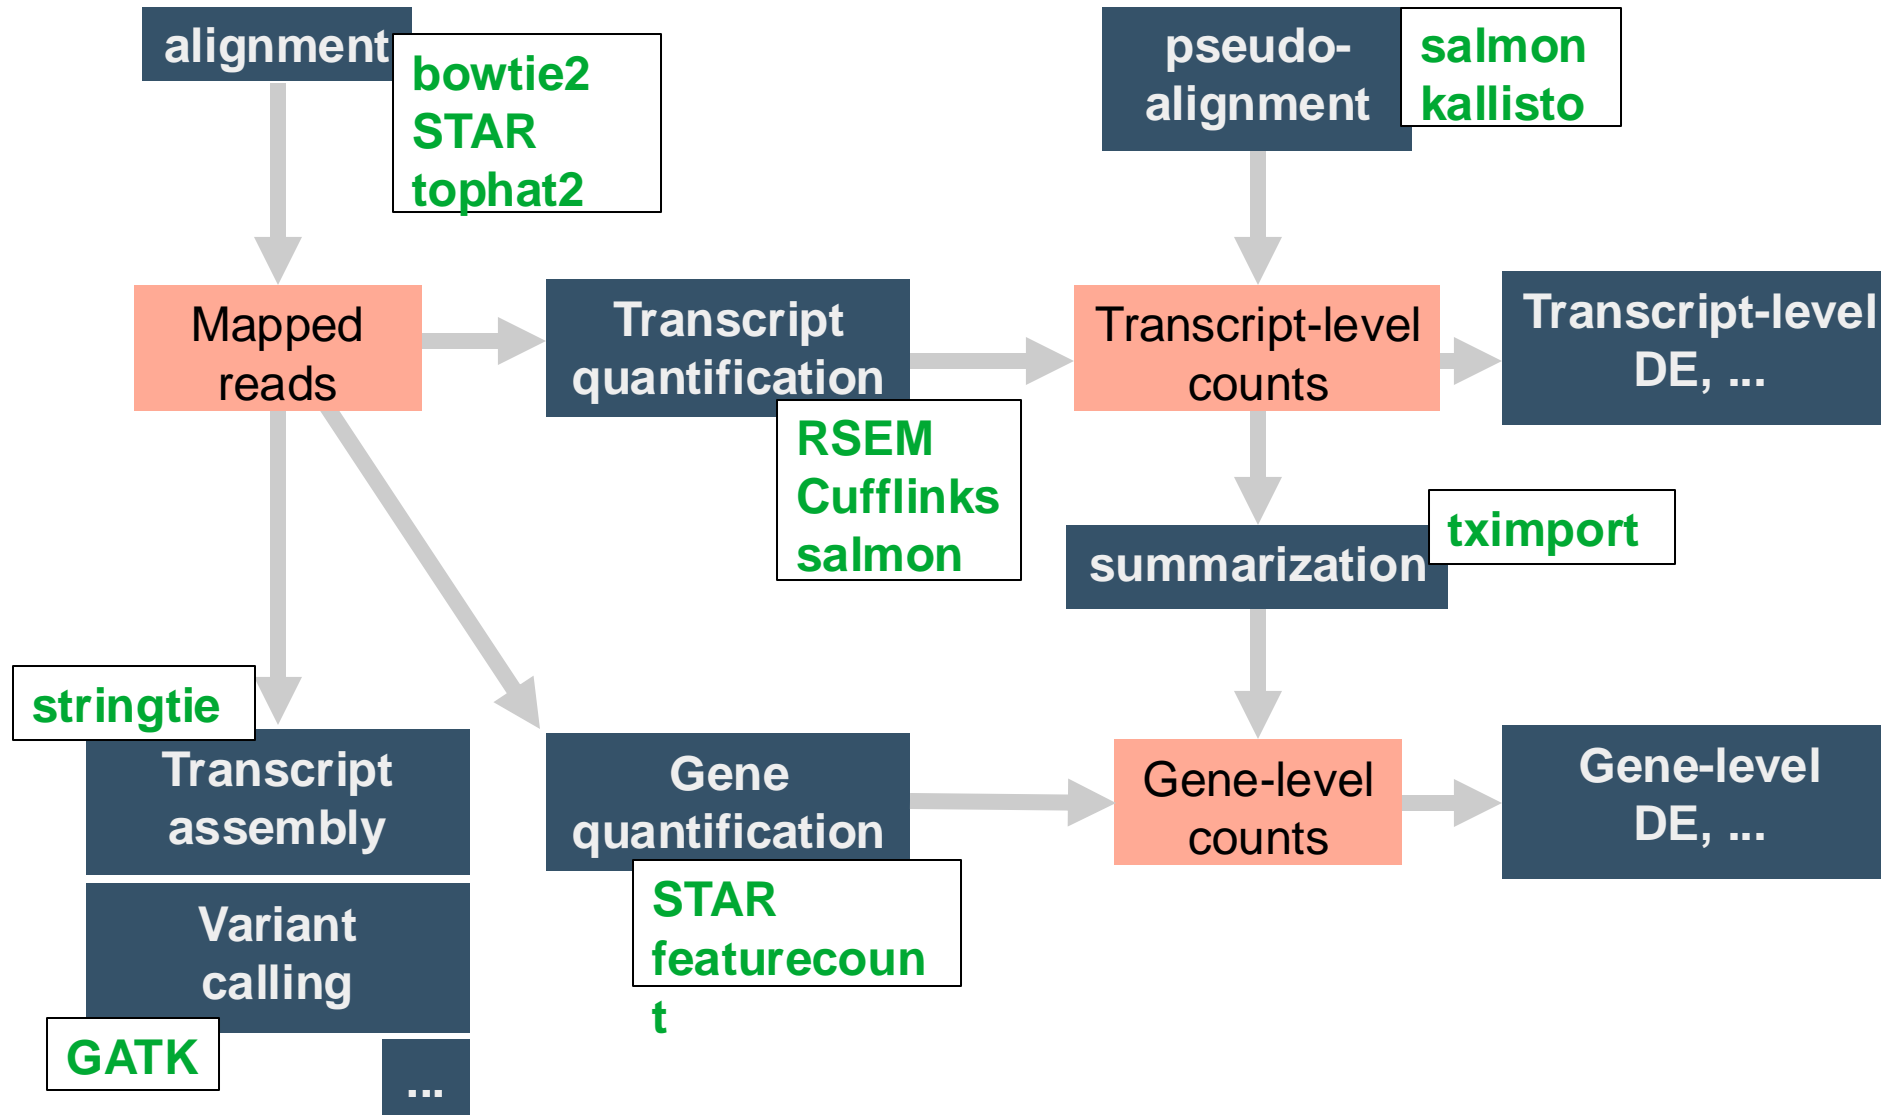 alignment
bowtie2
STAR
tophat2
pseudo-
alignment
salmon
kallisto
Mapped
reads
Transcript
quantification
RSEM
Cufflinks
salmon
Transcript-level
counts
Transcript-level
DE, ...
summarization
tximport
stringtie
Transcript
assembly
Variant
calling
GATK
...
Gene
quantification
STAR
featurecoun
t
Gene-level
counts
Gene-level
DE, ...